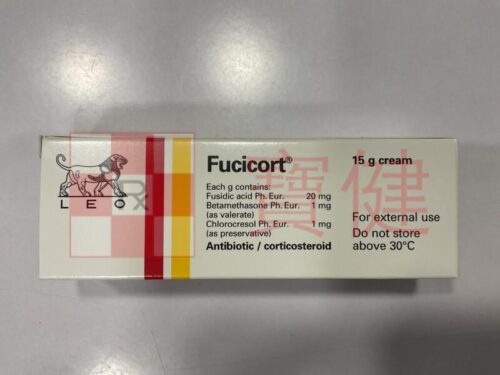 Fucicort®
15 g cream
Each g contains:
Fusidic acid Ph. Eur. 20 mg
Betamethasone Ph. Eur. 1 mg
(as valerate)
Chlorocresol Ph. Eur. 1 mg
(as preservative)
Antibiotic / corticosteroid
For external use
Do not store
above 30°C
LEO
Rx
寶健